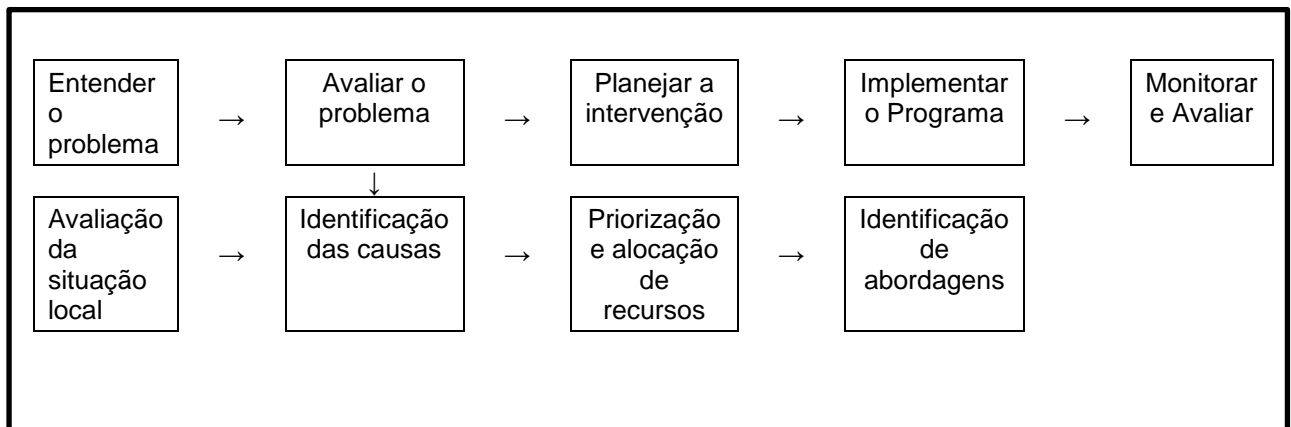 Entender
o
problema
→
Avaliar o
problema
→
Planejar a
intervenção
→
Implementar
o Programa
→
Monitorar
e Avaliar
↓
Avaliação
da
situação
local
→
Identificação
das causas
→
Priorização
e alocação
de
recursos
→
Identificação
de
abordagens